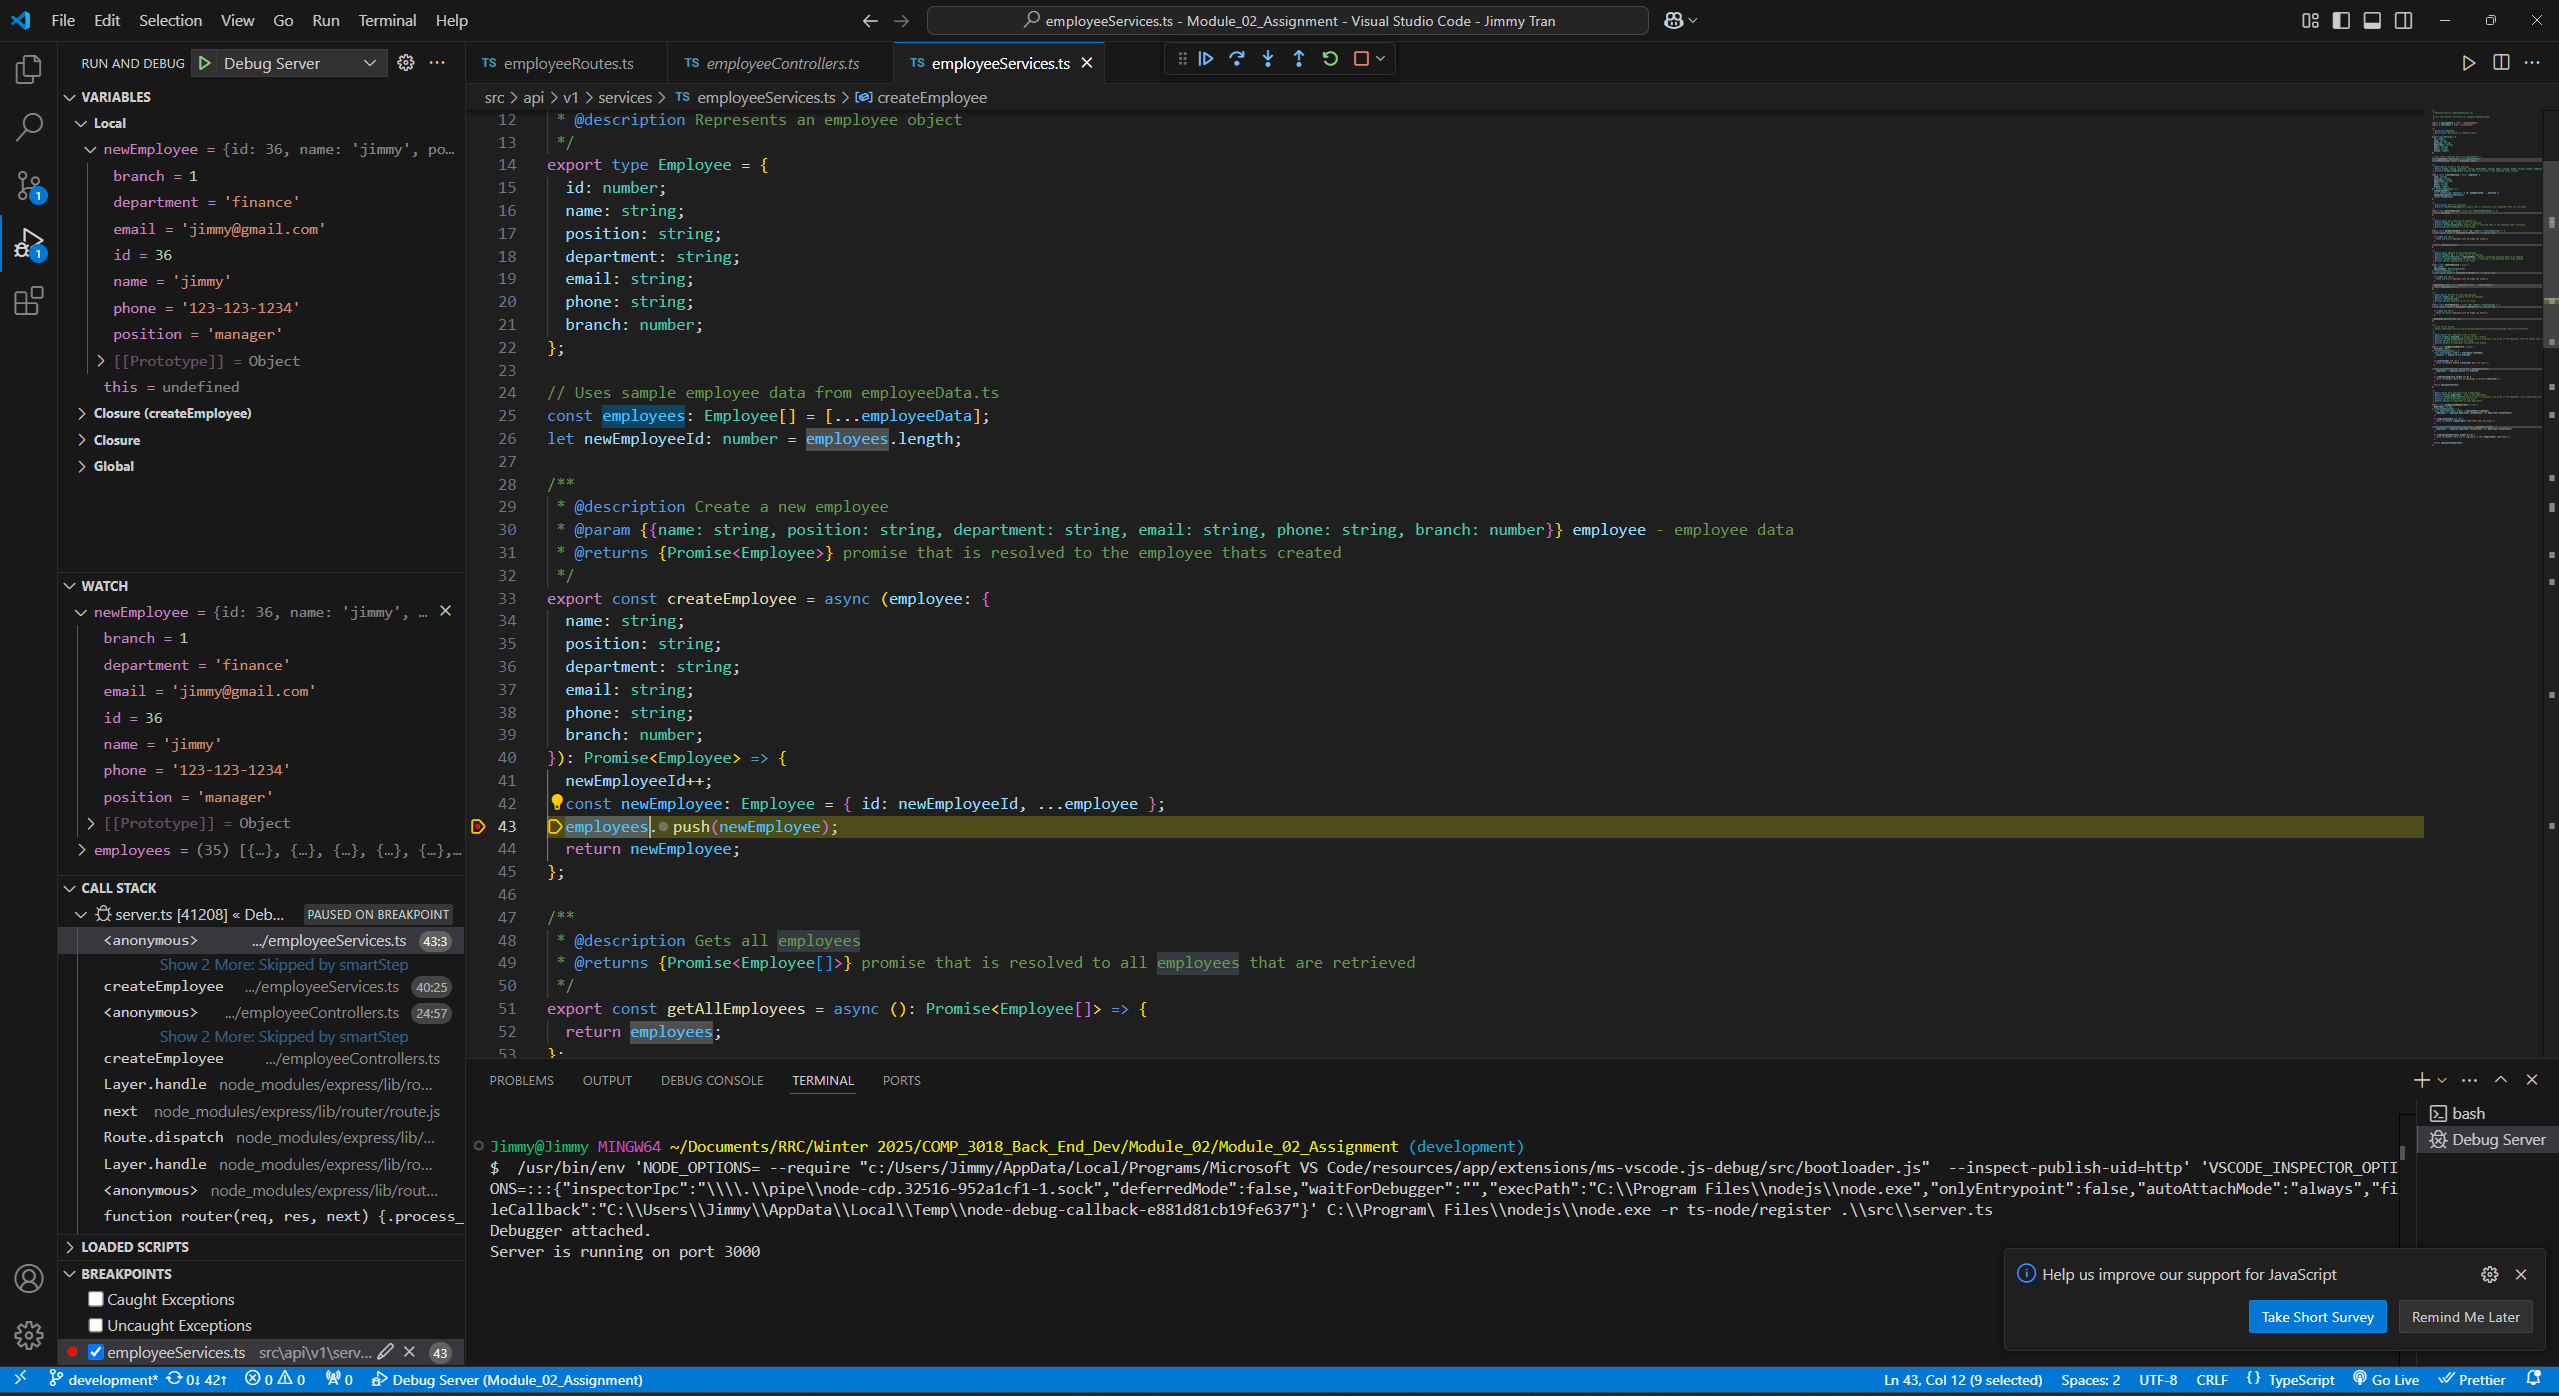 File Edit Selection View Go Run Terminal Help
employeeServices.ts - Module_02_Assignment - Visual Studio Code - Jimmy Tran
RUN AND DEBUG Debug Server
VARIABLES
Local
newEmployee = {id: 36, name: 'jimmy', po…
branch = 1
department = 'finance'
email = 'jimmy@gmail.com'
id = 36
name = 'jimmy'
phone = '123-123-1234'
position = 'manager'
[[Prototype]] = Object
this = undefined
Closure (createEmployee)
Closure
Global
WATCH
newEmployee = {id: 36, name: 'jimmy', …
branch = 1
department = 'finance'
email = 'jimmy@gmail.com'
id = 36
name = 'jimmy'
phone = '123-123-1234'
position = 'manager'
[[Prototype]] = Object
employees = (35) [{…}, {…}, {…}, {…}, {…},…
CALL STACK
server.ts [41208] « Deb... PAUSED ON BREAKPOINT
<anonymous> .../employeeServices.ts 43:3
Show 2 More: Skipped by smartStep
createEmployee .../employeeServices.ts 40:25
<anonymous> .../employeeControllers.ts 24:57
Show 2 More: Skipped by smartStep
createEmployee .../employeeControllers.ts
Layer.handle node_modules/express/lib/ro...
next node_modules/express/lib/router/route.js
Route.dispatch node_modules/express/lib/...
Layer.handle node_modules/express/lib/ro...
<anonymous> node_modules/express/lib/rout...
function router(req, res, next) {.process_
LOADED SCRIPTS
BREAKPOINTS
Caught Exceptions
Uncaught Exceptions
employeeServices.ts src\api\v1\serv... 43
TS employeeRoutes.ts TS employeeControllers.ts TS employeeServices.ts
src > api > v1 > services > TS employeeServices.ts > createEmployee
12 * @description Represents an employee object
13 */
14 export type Employee = {
15 id: number;
16 name: string;
17 position: string;
18 department: string;
19 email: string;
20 phone: string;
21 branch: number;
22 };
23
24 // Uses sample employee data from employeeData.ts
25 const employees: Employee[] = [...employeeData];
26 let newEmployeeId: number = employees.length;
27
28 /**
29 * @description Create a new employee
30 * @param {{name: string, position: string, department: string, email: string, phone: string, branch: number}} employee - employee data
31 * @returns {Promise<Employee>} promise that is resolved to the employee thats created
32 */
33 export const createEmployee = async (employee: {
34 name: string;
35 position: string;
36 department: string;
37 email: string;
38 phone: string;
39 branch: number;
40 }): Promise<Employee> => {
41 newEmployeeId++;
42 const newEmployee: Employee = { id: newEmployeeId, ...employee };
43 employees.push(newEmployee);
44 return newEmployee;
45 };
46
47 /**
48 * @description Gets all employees
49 * @returns {Promise<Employee[]>} promise that is resolved to all employees that are retrieved
50 */
51 export const getAllEmployees = async (): Promise<Employee[]> => {
52 return employees;
53 };
PROBLEMS OUTPUT DEBUG CONSOLE TERMINAL PORTS
bash
Debug Server
Jimmy@Jimmy MINGW64 ~/Documents/RRC/Winter 2025/COMP_3018_Back_End_Dev/Module_02/Module_02_Assignment (development)
$ /usr/bin/env 'NODE_OPTIONS= --require "c:/Users/Jimmy/AppData/Local/Programs/Microsoft VS Code/resources/app/extensions/ms-vscode.js-debug/src/bootloader.js" --inspect-publish-uid=http' 'VSCODE_INSPECTOR_OPTI
ONS=:::{"inspectorIpc":"\\\\.\\pipe\\node-cdp.32516-952a1cf1-1.sock","deferredMode":false,"waitForDebugger":"","execPath":"C:\\Program Files\\nodejs\\node.exe","onlyEntrypoint":false,"autoAttachMode":"always","fi
leCallback":"C:\\Users\\Jimmy\\AppData\\Local\\Temp\\node-debug-callback-e881d81cb19fe637"}' C:\\Program\ Files\\nodejs\\node.exe -r ts-node/register .\\src\\server.ts
Debugger attached.
Server is running on port 3000
Help us improve our support for JavaScript
Take Short Survey Remind Me Later
development* 0↓ 42↑ 0 0 0 Debug Server (Module_02_Assignment) Ln 43, Col 12 (9 selected) Spaces: 2 UTF-8 CRLF {} TypeScript Go Live Prettier